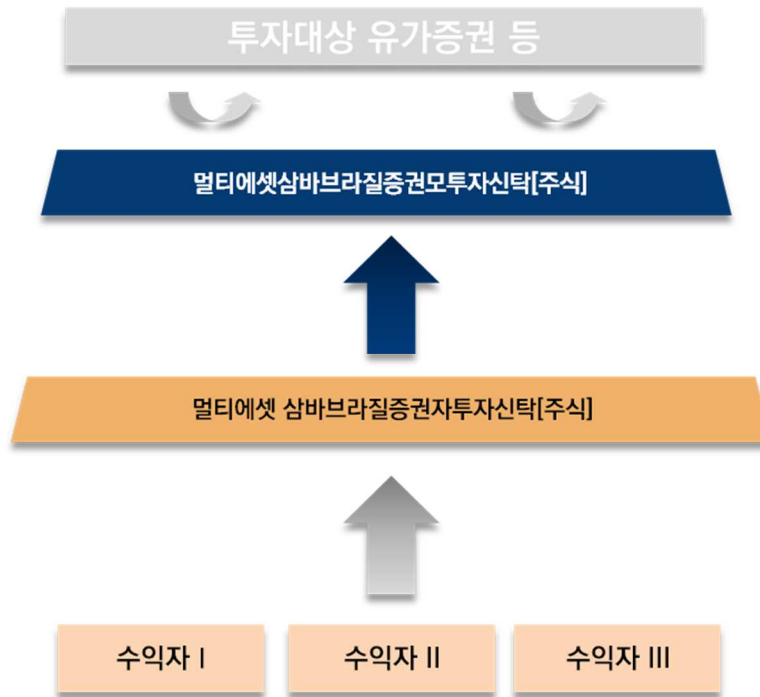 투자대상 유가증권 등
멀티에셋삼바브라질증권모투자신탁[주식]
멀티에셋 삼바브라질증권자투자신탁[주식]
수익자 I
수익자 II
수익자 III